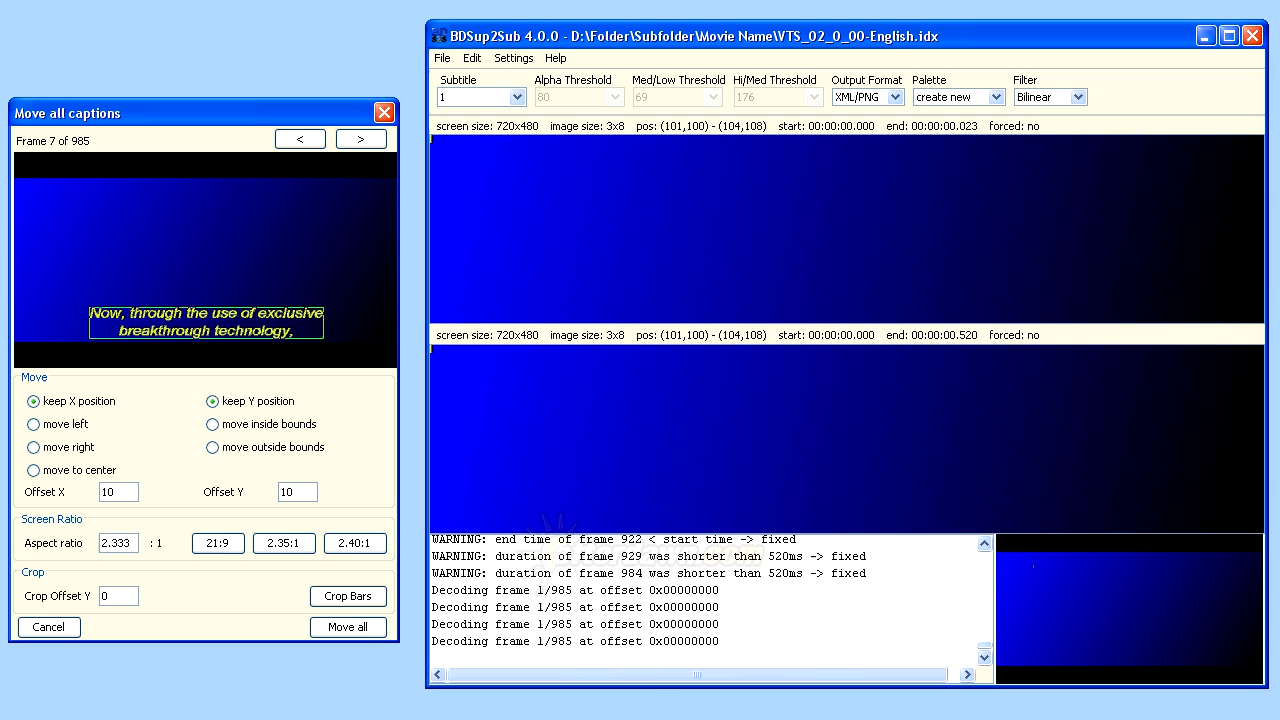 Move all captions
Frame 7 of 985
<
>
Now, through the use of exclusive
breakthrough technology,
Move
keep X position
keep Y position
move left
move inside bounds
move right
move outside bounds
move to center
Offset X 10
Offset Y 10
Screen Ratio
Aspect ratio 2.333 : 1 21:9 2.35:1 2.40:1
Crop
Crop Offset Y 0 Crop Bars
Cancel Move all
BDSup2Sub 4.0.0 - D:\Folder\Subfolder\Movie Name\VTS_02_0_00-English.idx
File Edit Settings Help
Subtitle Alpha Threshold Med/Low Threshold Hi/Med Threshold Output Format Palette Filter
1 80 69 176 XML/PNG create new Bilinear
screen size: 720x480 image size: 3x8 pos: (101,100) - (104,108) start: 00:00:00.000 end: 00:00:00.023 forced: no
screen size: 720x480 image size: 3x8 pos: (101,100) - (104,108) start: 00:00:00.000 end: 00:00:00.520 forced: no
WARNING: end time of frame 922 < start time -> fixed
WARNING: duration of frame 929 was shorter than 520ms -> fixed
WARNING: duration of frame 984 was shorter than 520ms -> fixed
Decoding frame 1/985 at offset 0x00000000
Decoding frame 1/985 at offset 0x00000000
Decoding frame 1/985 at offset 0x00000000
Decoding frame 1/985 at offset 0x00000000